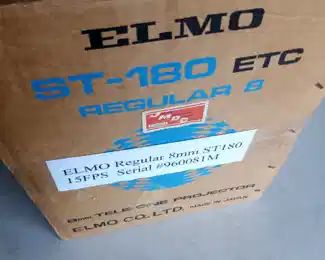 ELMO
ST-180 ETC
REGULAR 8
ELMO Regular 8mm ST180
15FPS Serial #960081M
8mm TELE-CINE PROJECTOR
ELMO CO., LTD. MADE IN JAPAN